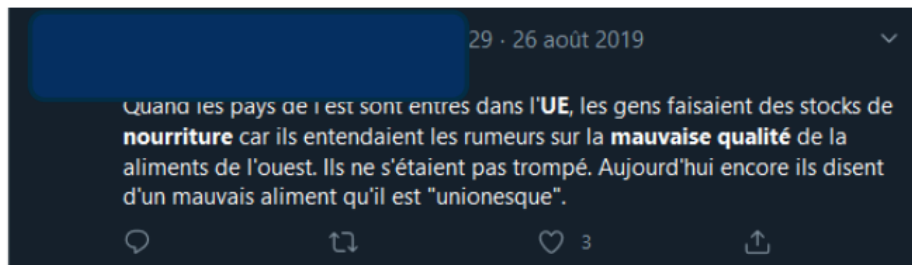 29 · 26 août 2019
Quand les pays de l'est sont entrés dans l'UE, les gens faisaient des stocks de
nourriture car ils entendaient les rumeurs sur la mauvaise qualité de la
aliments de l'ouest. Ils ne s'étaient pas trompé. Aujourd'hui encore ils disent
d'un mauvais aliment qu'il est "unionesque".
3